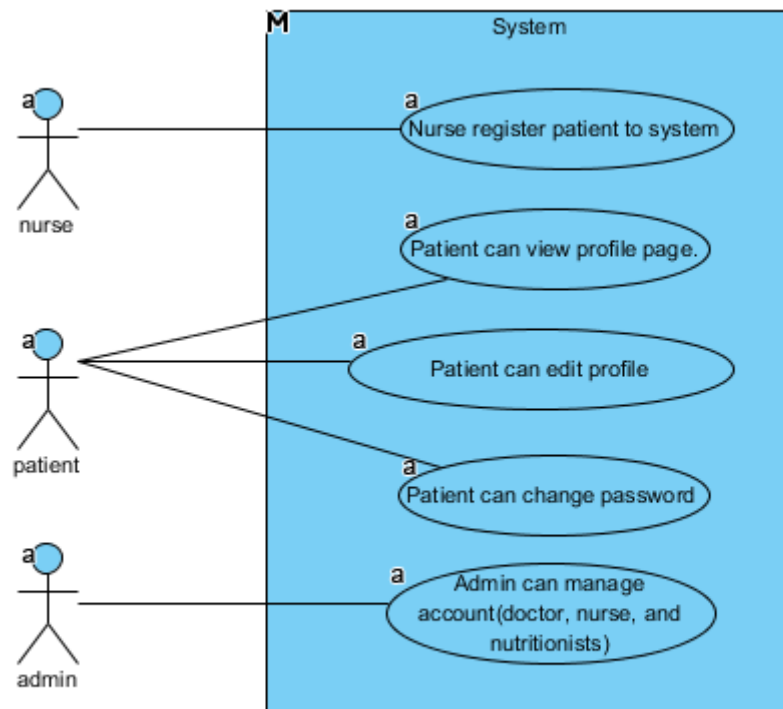 M
System
a
a
Nurse register patient to system
nurse
a
Patient can view profile page.
a
a
Patient can edit profile
patient
a
Patient can change password
a
a
Admin can manage
account(doctor, nurse, and
nutritionists)
admin